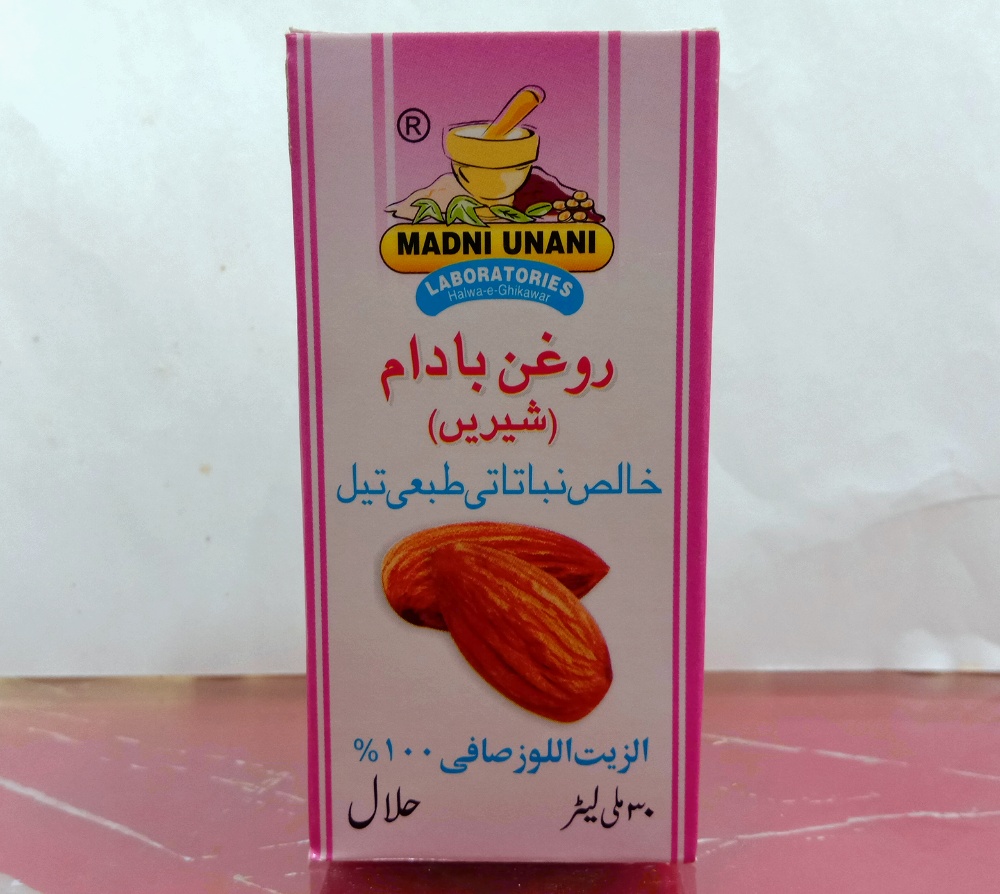 ®
MADNI UNANI
LABORATORIES
Halwa-e-Ghikawar
روغن بادام
(شیریں)
خالص نباتاتی طبعی تیل
الزیت اللوز صافی ۱۰۰%
حلال
۳۰ ملی لیٹر